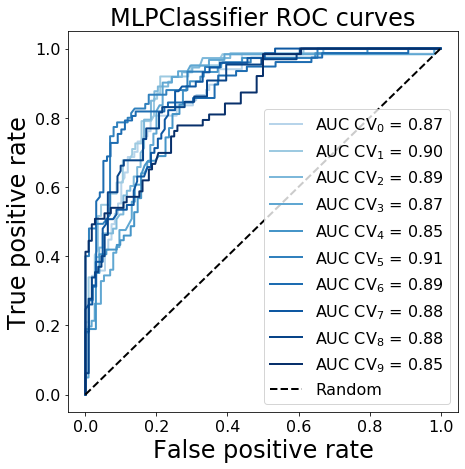 MLPClassifier ROC curves
True positive rate
1.0
0.8
0.6
0.4
0.2
0.0
AUC CV₀ = 0.87
AUC CV₁ = 0.90
AUC CV₂ = 0.89
AUC CV₃ = 0.87
AUC CV₄ = 0.85
AUC CV₅ = 0.91
AUC CV₆ = 0.89
AUC CV₇ = 0.88
AUC CV₈ = 0.88
AUC CV₉ = 0.85
Random
0.0 0.2 0.4 0.6 0.8 1.0
False positive rate